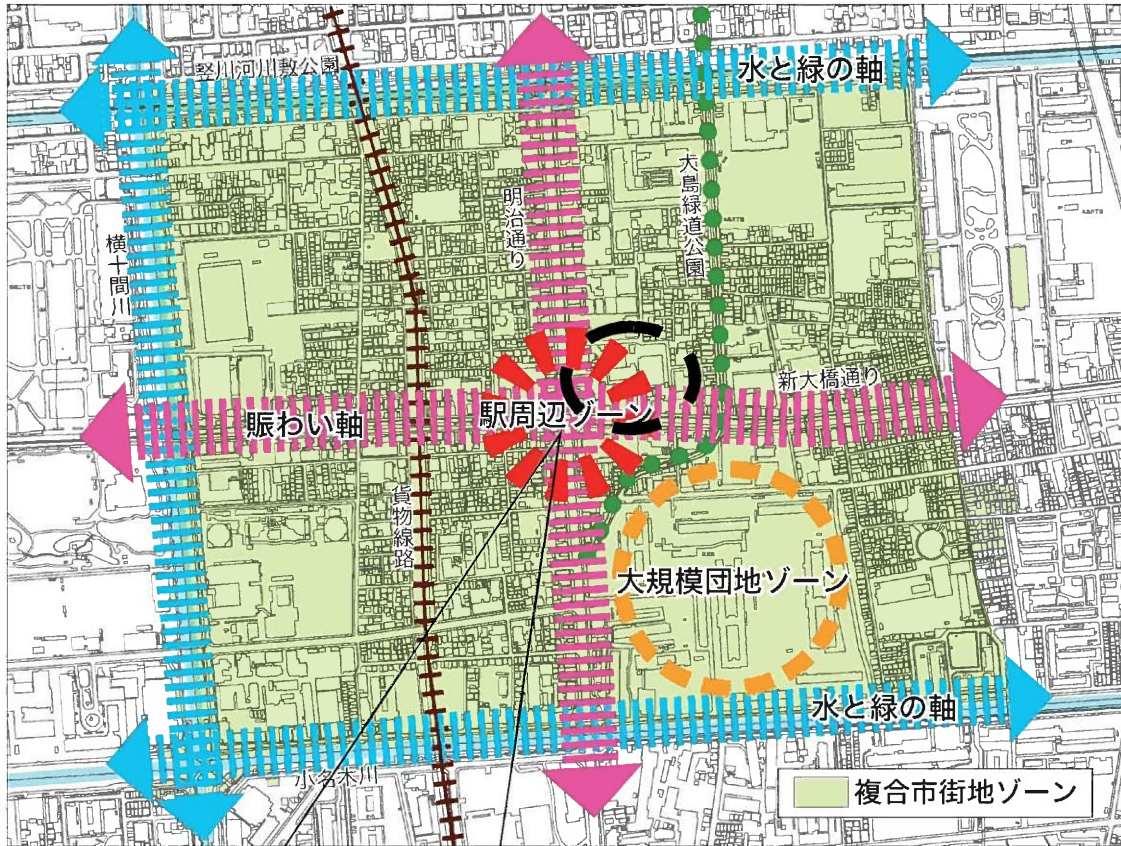 竪川河川敷公園
水と緑の軸
明治通り
大島緑道公園
横十間川
新大橋通り
賑わい軸
駅周辺ゾーン
貨物線路
大規模団地ゾーン
水と緑の軸
小名木川
複合市街地ゾーン